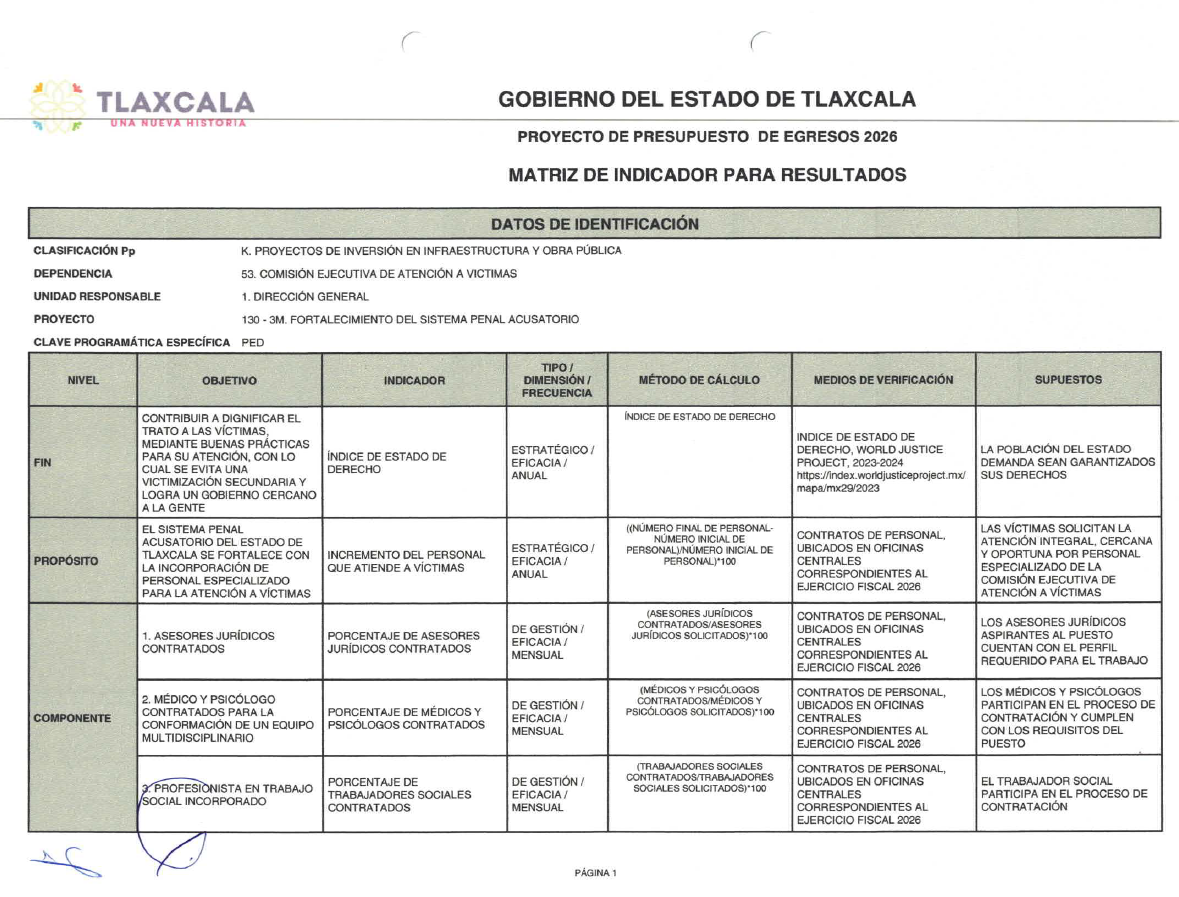 TLAXCALA
UNA NUEVA HISTORIA
GOBIERNO DEL ESTADO DE TLAXCALA
PROYECTO DE PRESUPUESTO DE EGRESOS 2026
MATRIZ DE INDICADOR PARA RESULTADOS
DATOS DE IDENTIFICACIÓN
CLASIFICACIÓN Pp K. PROYECTOS DE INVERSIÓN EN INFRAESTRUCTURA Y OBRA PÚBLICA
DEPENDENCIA 53. COMISIÓN EJECUTIVA DE ATENCIÓN A VICTIMAS
UNIDAD RESPONSABLE 1. DIRECCIÓN GENERAL
PROYECTO 130 - 3M. FORTALECIMIENTO DEL SISTEMA PENAL ACUSATORIO
CLAVE PROGRAMÁTICA ESPECÍFICA PED
NIVEL
OBJETIVO
INDICADOR
TIPO /
DIMENSIÓN /
FRECUENCIA
MÉTODO DE CÁLCULO
MEDIOS DE VERIFICACIÓN
SUPUESTOS
FIN
CONTRIBUIR A DIGNIFICAR EL
TRATO A LAS VÍCTIMAS,
MEDIANTE BUENAS PRÁCTICAS
PARA SU ATENCIÓN, CON LO
CUAL SE EVITA UNA
VICTIMIZACIÓN SECUNDARIA Y
LOGRA UN GOBIERNO CERCANO
A LA GENTE
ÍNDICE DE ESTADO DE
DERECHO
ESTRATÉGICO /
EFICACIA /
ANUAL
ÍNDICE DE ESTADO DE DERECHO
INDICE DE ESTADO DE
DERECHO, WORLD JUSTICE
PROJECT, 2023-2024
https://index.worldjusticeproject.mx/
mapa/mx29/2023
LA POBLACIÓN DEL ESTADO
DEMANDA SEAN GARANTIZADOS
SUS DERECHOS
PROPÓSITO
EL SISTEMA PENAL
ACUSATORIO DEL ESTADO DE
TLAXCALA SE FORTALECE CON
LA INCORPORACIÓN DE
PERSONAL ESPECIALIZADO
PARA LA ATENCIÓN A VÍCTIMAS
INCREMENTO DEL PERSONAL
QUE ATIENDE A VÍCTIMAS
ESTRATÉGICO /
EFICACIA /
ANUAL
((NÚMERO FINAL DE PERSONAL-
NÚMERO INICIAL DE
PERSONAL)/NÚMERO INICIAL DE
PERSONAL)*100
CONTRATOS DE PERSONAL,
UBICADOS EN OFICINAS
CENTRALES
CORRESPONDIENTES AL
EJERCICIO FISCAL 2026
LAS VÍCTIMAS SOLICITAN LA
ATENCIÓN INTEGRAL, CERCANA
Y OPORTUNA POR PERSONAL
ESPECIALIZADO DE LA
COMISIÓN EJECUTIVA DE
ATENCIÓN A VÍCTIMAS
COMPONENTE
1. ASESORES JURÍDICOS
CONTRATADOS
PORCENTAJE DE ASESORES
JURÍDICOS CONTRATADOS
DE GESTIÓN /
EFICACIA /
MENSUAL
(ASESORES JURÍDICOS
CONTRATADOS/ASESORES
JURÍDICOS SOLICITADOS)*100
CONTRATOS DE PERSONAL,
UBICADOS EN OFICINAS
CENTRALES
CORRESPONDIENTES AL
EJERCICIO FISCAL 2026
LOS ASESORES JURÍDICOS
ASPIRANTES AL PUESTO
CUENTAN CON EL PERFIL
REQUERIDO PARA EL TRABAJO
2. MÉDICO Y PSICÓLOGO
CONTRATADOS PARA LA
CONFORMACIÓN DE UN EQUIPO
MULTIDISCIPLINARIO
PORCENTAJE DE MÉDICOS Y
PSICÓLOGOS CONTRATADOS
DE GESTIÓN /
EFICACIA /
MENSUAL
(MÉDICOS Y PSICÓLOGOS
CONTRATADOS/MÉDICOS Y
PSICÓLOGOS SOLICITADOS)*100
CONTRATOS DE PERSONAL,
UBICADOS EN OFICINAS
CENTRALES
CORRESPONDIENTES AL
EJERCICIO FISCAL 2026
LOS MÉDICOS Y PSICÓLOGOS
PARTICIPAN EN EL PROCESO DE
CONTRATACIÓN Y CUMPLEN
CON LOS REQUISITOS DEL
PUESTO
3. PROFESIONISTA EN TRABAJO
SOCIAL INCORPORADO
PORCENTAJE DE
TRABAJADORES SOCIALES
CONTRATADOS
DE GESTIÓN /
EFICACIA /
MENSUAL
(TRABAJADORES SOCIALES
CONTRATADOS/TRABAJADORES
SOCIALES SOLICITADOS)*100
CONTRATOS DE PERSONAL,
UBICADOS EN OFICINAS
CENTRALES
CORRESPONDIENTES AL
EJERCICIO FISCAL 2026
EL TRABAJADOR SOCIAL
PARTICIPA EN EL PROCESO DE
CONTRATACIÓN
PÁGINA 1